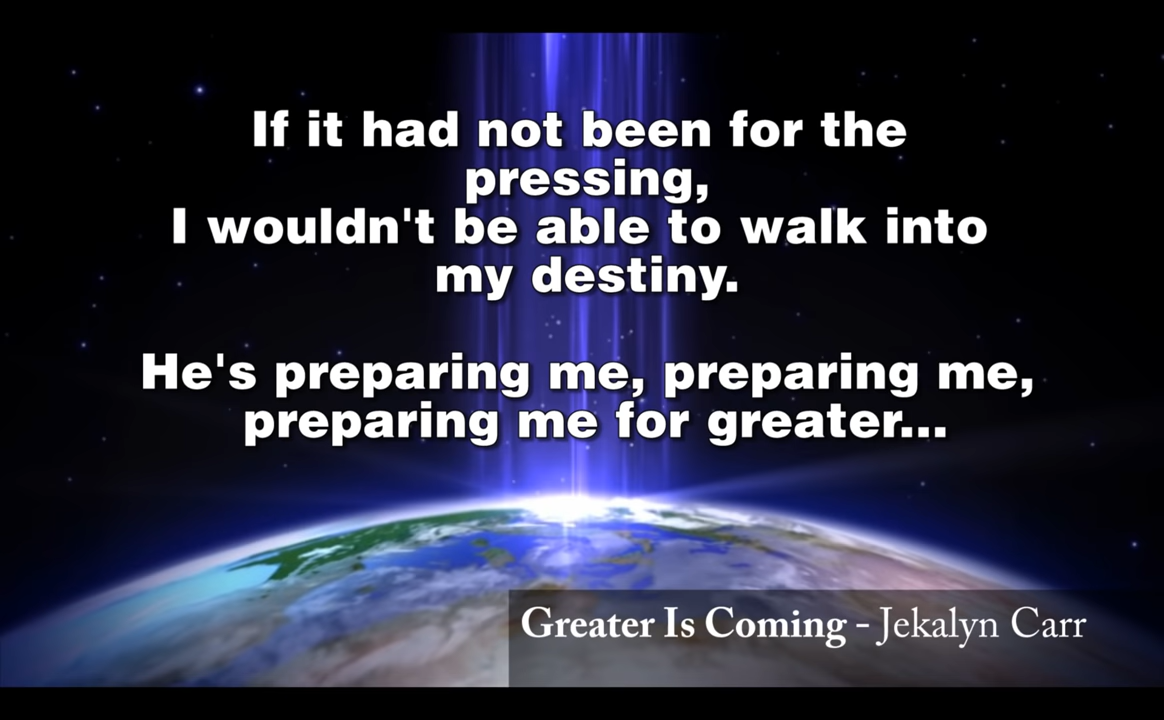 If it had not been for the
pressing,
I wouldn't be able to walk into
my destiny.
He's preparing me, preparing me,
preparing me for greater...
Greater Is Coming - Jekalyn Carr